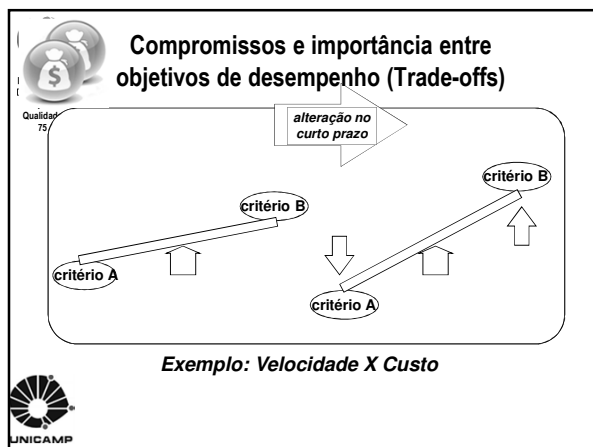 Compromissos e importância entre
objetivos de desempenho (Trade-offs)
75
alteração no
curto prazo
critério B
critério A
critério B
critério A
Exemplo: Velocidade X Custo
UNICAMP